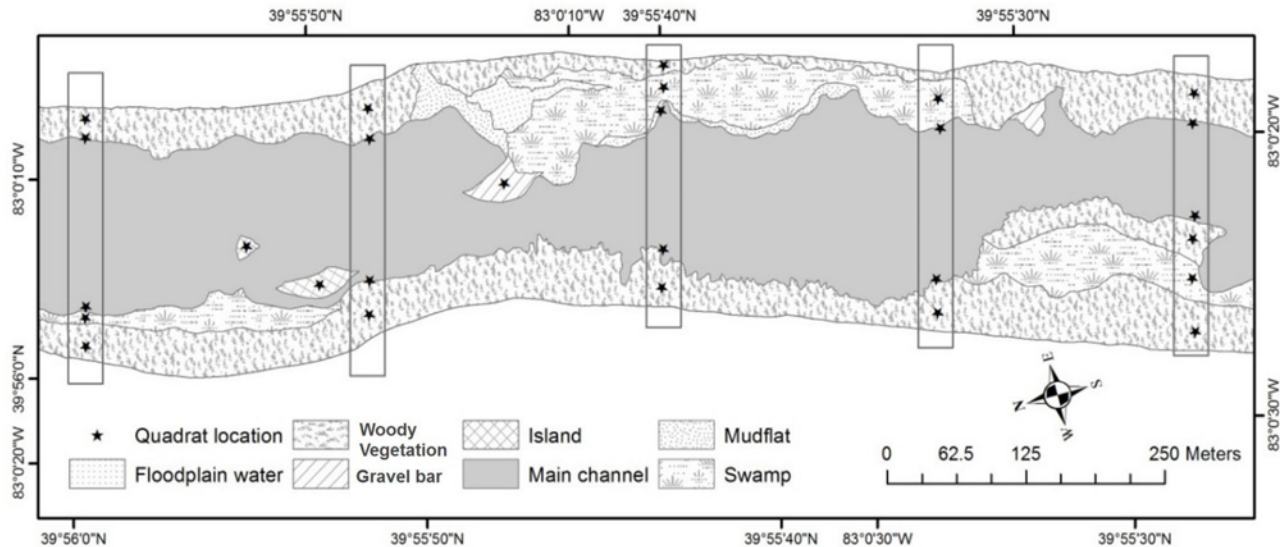 39°55'50"N 83°0'10"W 39°55'40"N 39°55'30"N
83°0'10"W
83°0'20"W
39°56'0"N
83°0'20"W
83°0'30"W
E
S
N
W
Quadrat location
Woody
Vegetation
Island
Mudflat
Floodplain water
Gravel bar
Main channel
Swamp
0 62.5 125 250 Meters
39°56'0"N 39°55'50"N 39°55'40"N 83°0'30"W 39°55'30"N